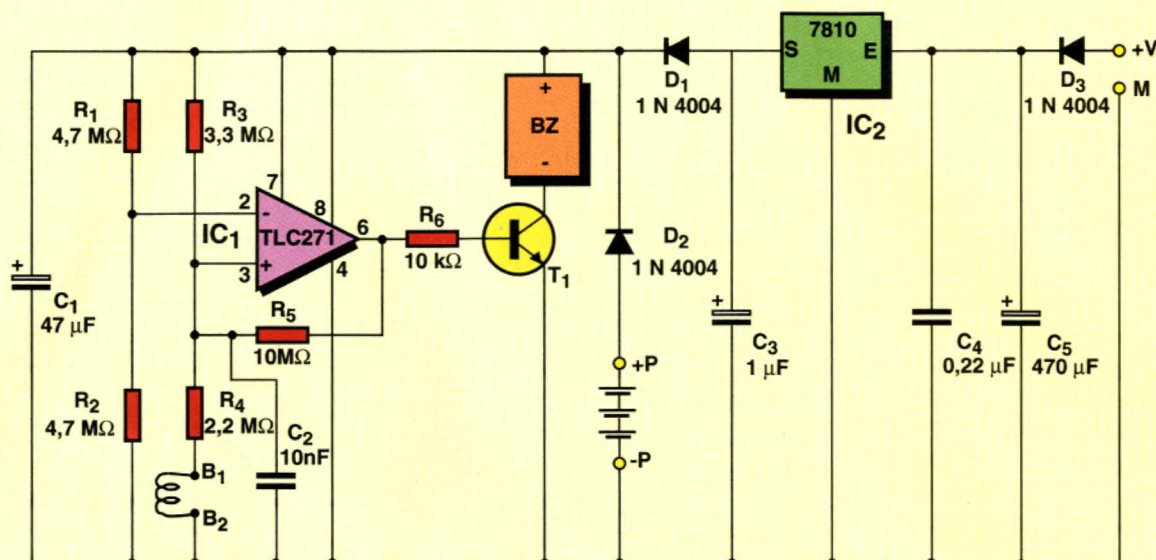 7810
S E
M
IC2
+V
M
D1
1 N 4004
D3
1 N 4004
R1
4,7 MΩ
R3
3,3 MΩ
+
BZ
-
7
2
-
8
6
IC1
TLC271
+
3
4
R6
10 kΩ
T1
D2
1 N 4004
+
C1
47 µF
R5
10MΩ
+
C3
1 µF
C4
0,22 µF
+
C5
470 µF
+P
-P
R2
4,7 MΩ
R4
2,2 MΩ
C2
10nF
B1
B2